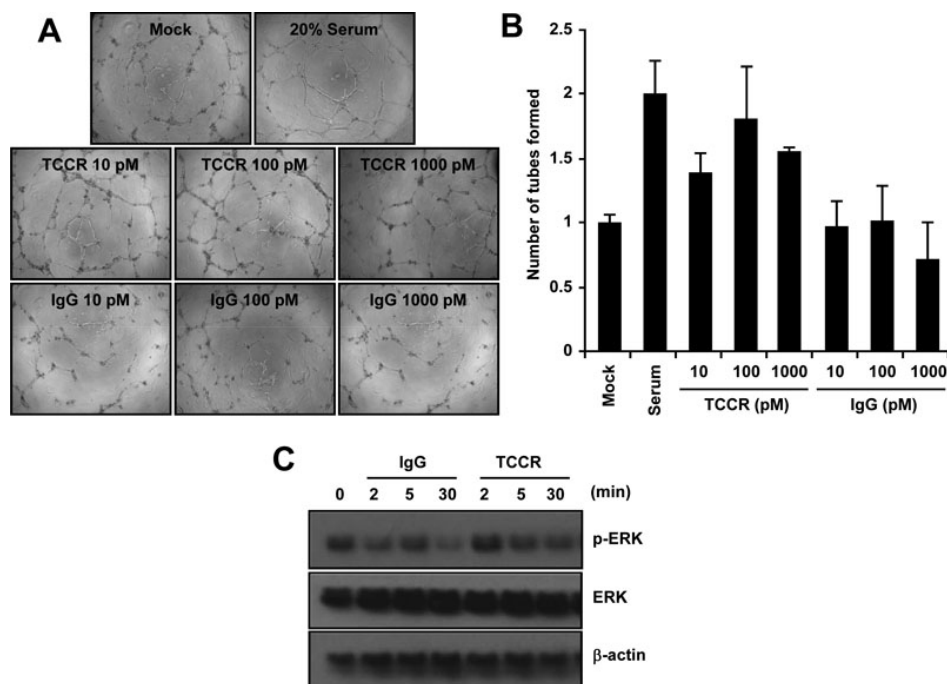 A
Mock
20% Serum
TCCR 10 pM
TCCR 100 pM
TCCR 1000 pM
IgG 10 pM
IgG 100 pM
IgG 1000 pM
B
Number of tubes formed
2.5
2
1.5
1
0.5
0
Mock
Serum
10 100 1000
TCCR (pM)
10 100 1000
IgG (pM)
C
IgG TCCR
0 2 5 30 2 5 30 (min)
p-ERK
ERK
β-actin